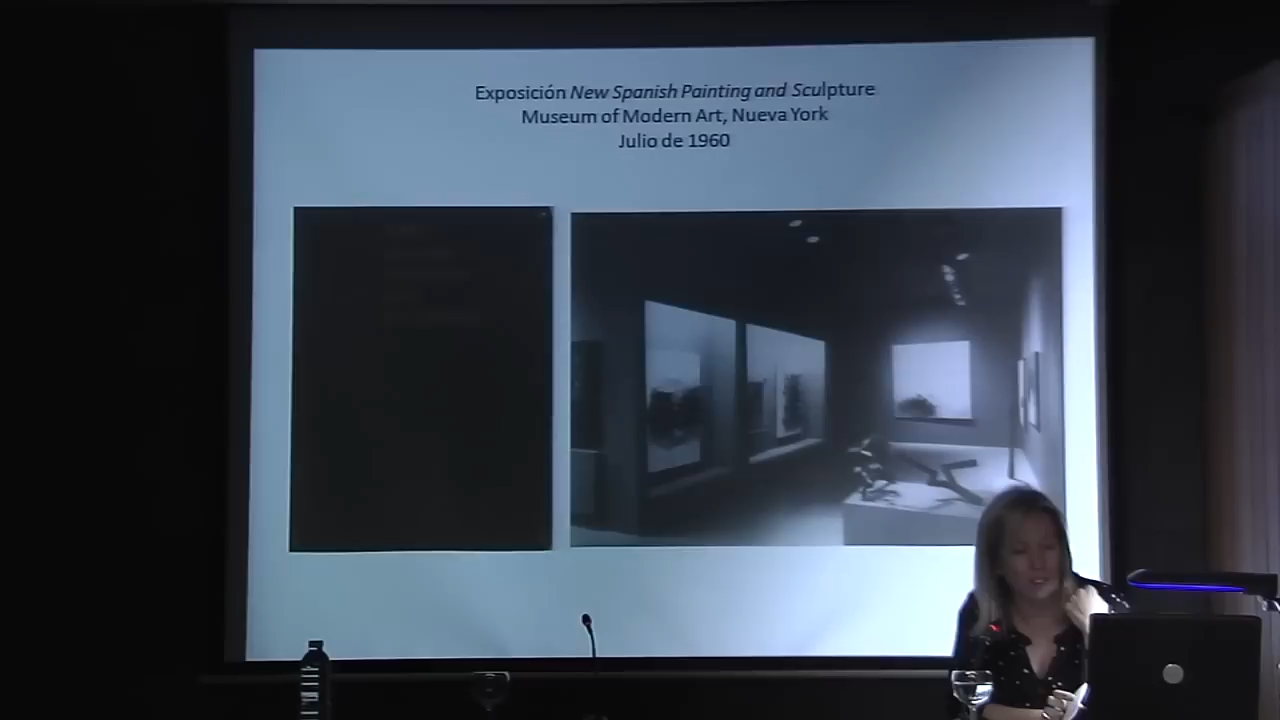 Exposición New Spanish Painting and Sculpture
Museum of Modern Art, Nueva York
Julio de 1960